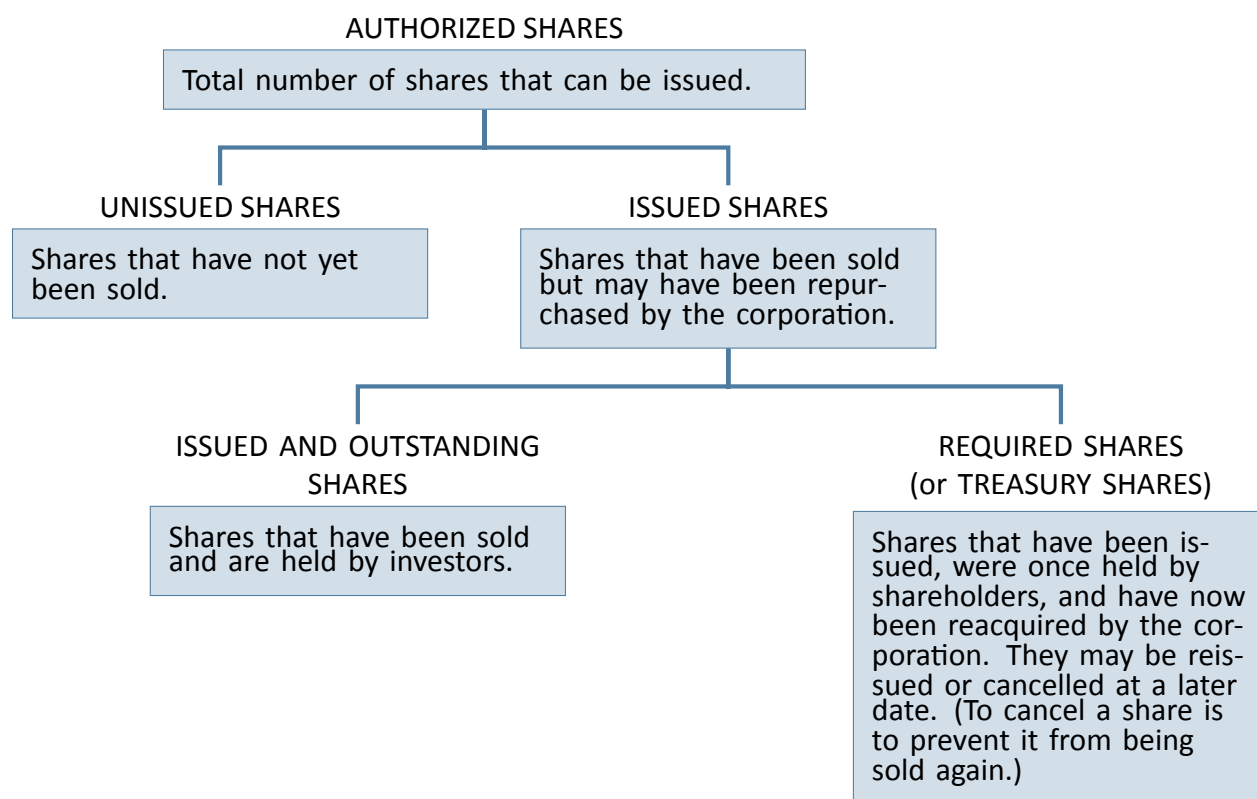 AUTHORIZED SHARES
Total number of shares that can be issued.
UNISSUED SHARES
Shares that have not yet
been sold.
ISSUED SHARES
Shares that have been sold
but may have been repur-
chased by the corporation.
ISSUED AND OUTSTANDING
SHARES
Shares that have been sold
and are held by investors.
REQUIRED SHARES
(or TREASURY SHARES)
Shares that have been is-
sued, were once held by
shareholders, and have now
been reacquired by the cor-
poration. They may be reis-
sued or cancelled at a later
date. (To cancel a share is
to prevent it from being
sold again.)